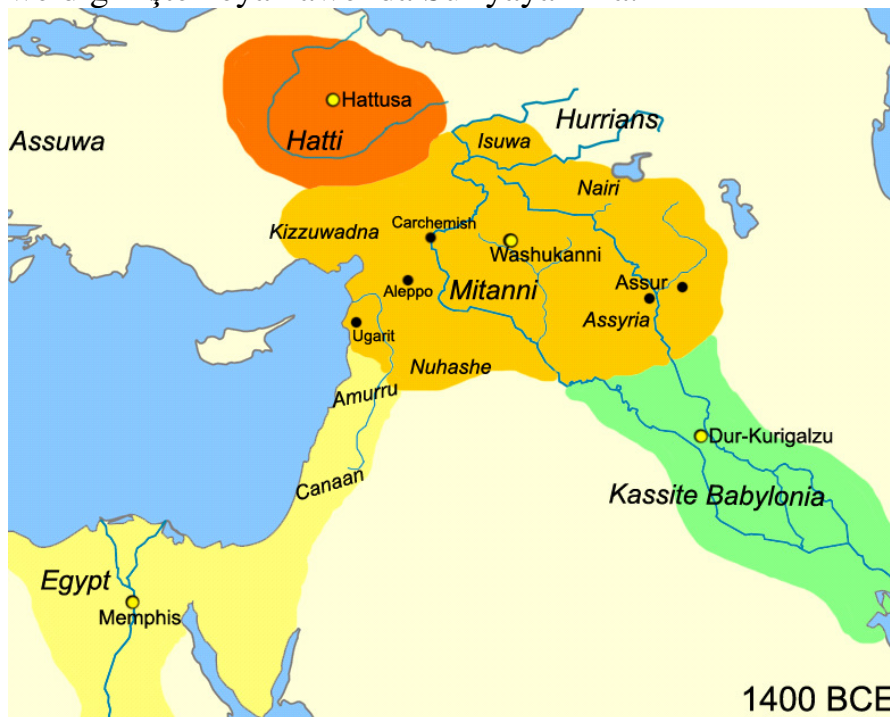 Hattusa
Hurrians
Assuwa
Hatti
Isuwa
Nairi
Kizzuwadna
Carchemish
Washukanni
Aleppo
Mitanni
Assur
Ugarit
Assyria
Nuhashe
Amurru
Dur-Kurigalzu
Canaan
Kassite Babylonia
Egypt
Memphis
1400 BCE